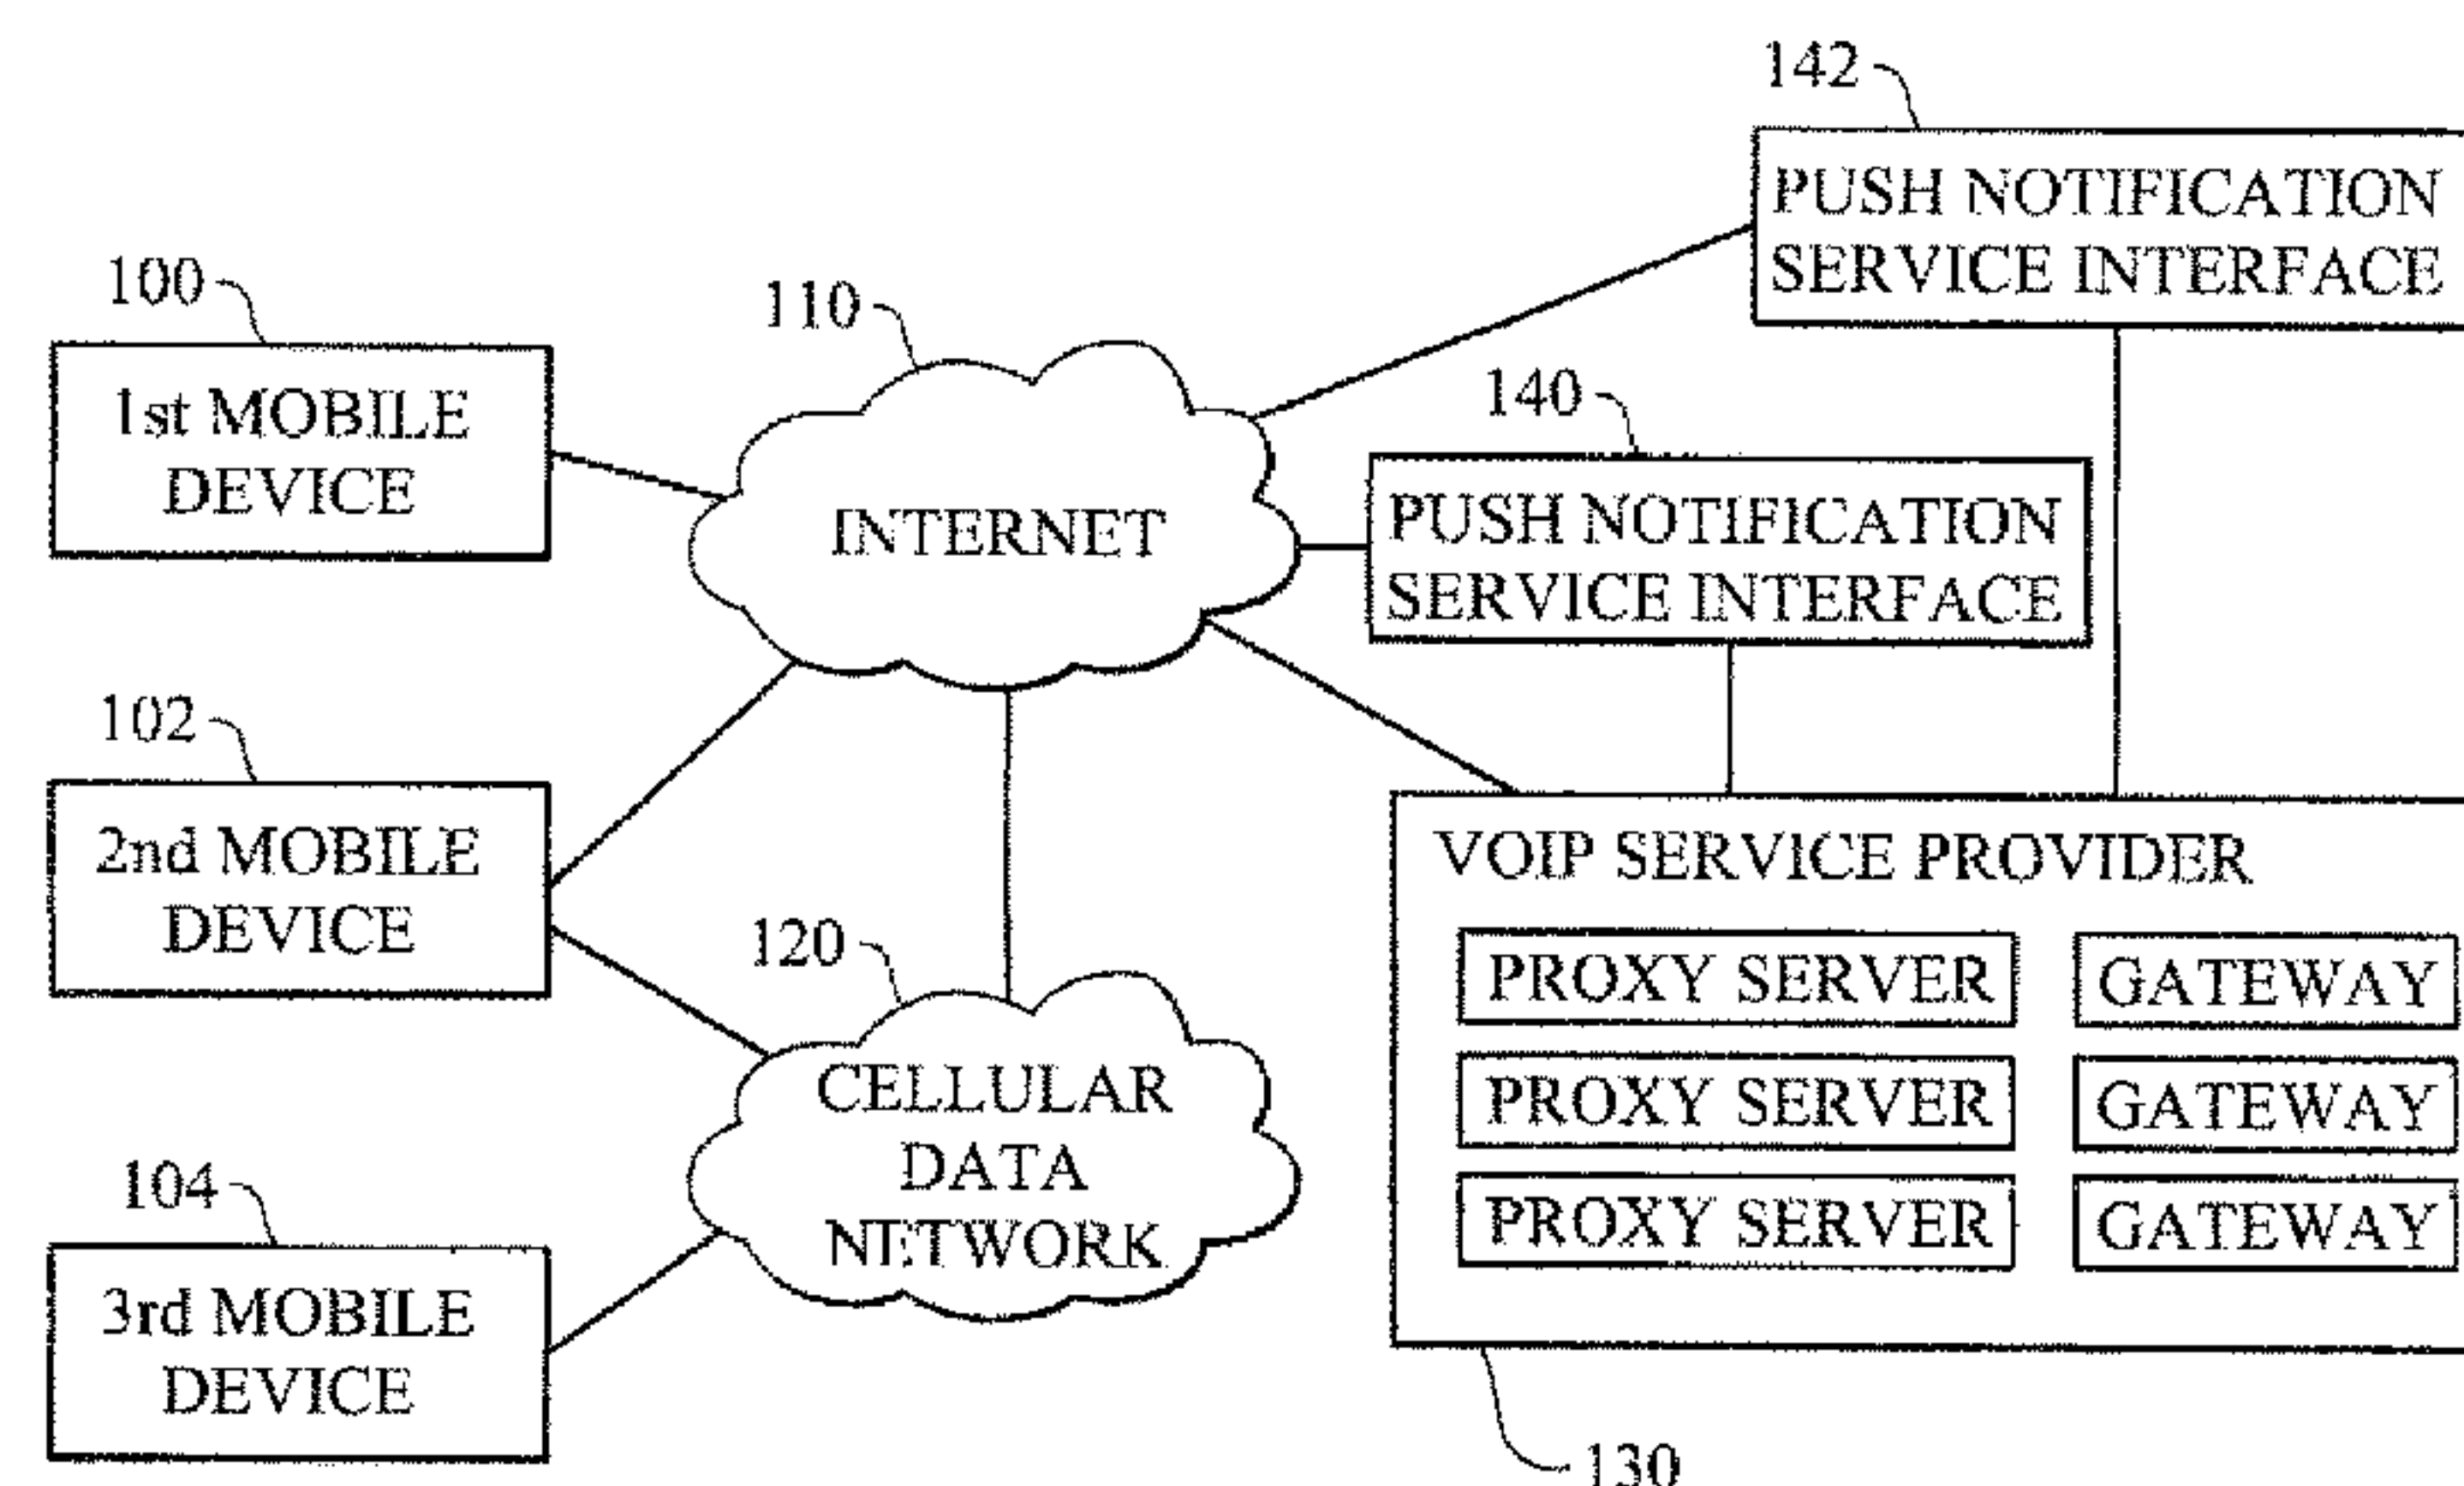 142
PUSH NOTIFICATION
SERVICE INTERFACE
100
1st MOBILE
DEVICE
110
INTERNET
140
PUSH NOTIFICATION
SERVICE INTERFACE
102
2nd MOBILE
DEVICE
120
CELLULAR
DATA
NETWORK
104
3rd MOBILE
DEVICE
VOIP SERVICE PROVIDER
PROXY SERVER GATEWAY
PROXY SERVER GATEWAY
PROXY SERVER GATEWAY
130